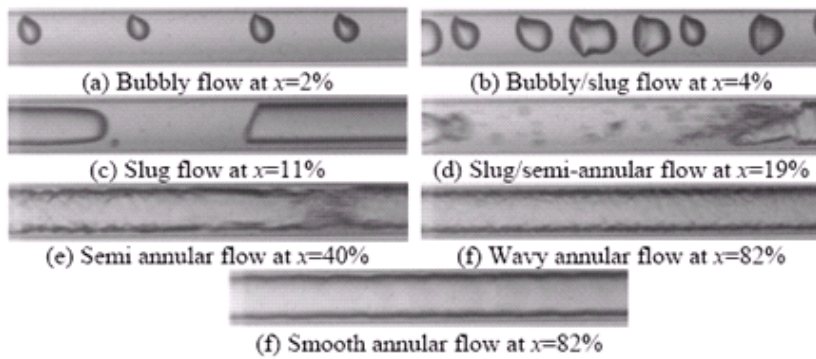 (a) Bubbly flow at x=2%
(b) Bubbly/slug flow at x=4%
(c) Slug flow at x=11%
(d) Slug/semi-annular flow at x=19%
(e) Semi annular flow at x=40%
(f) Wavy annular flow at x=82%
(f) Smooth annular flow at x=82%